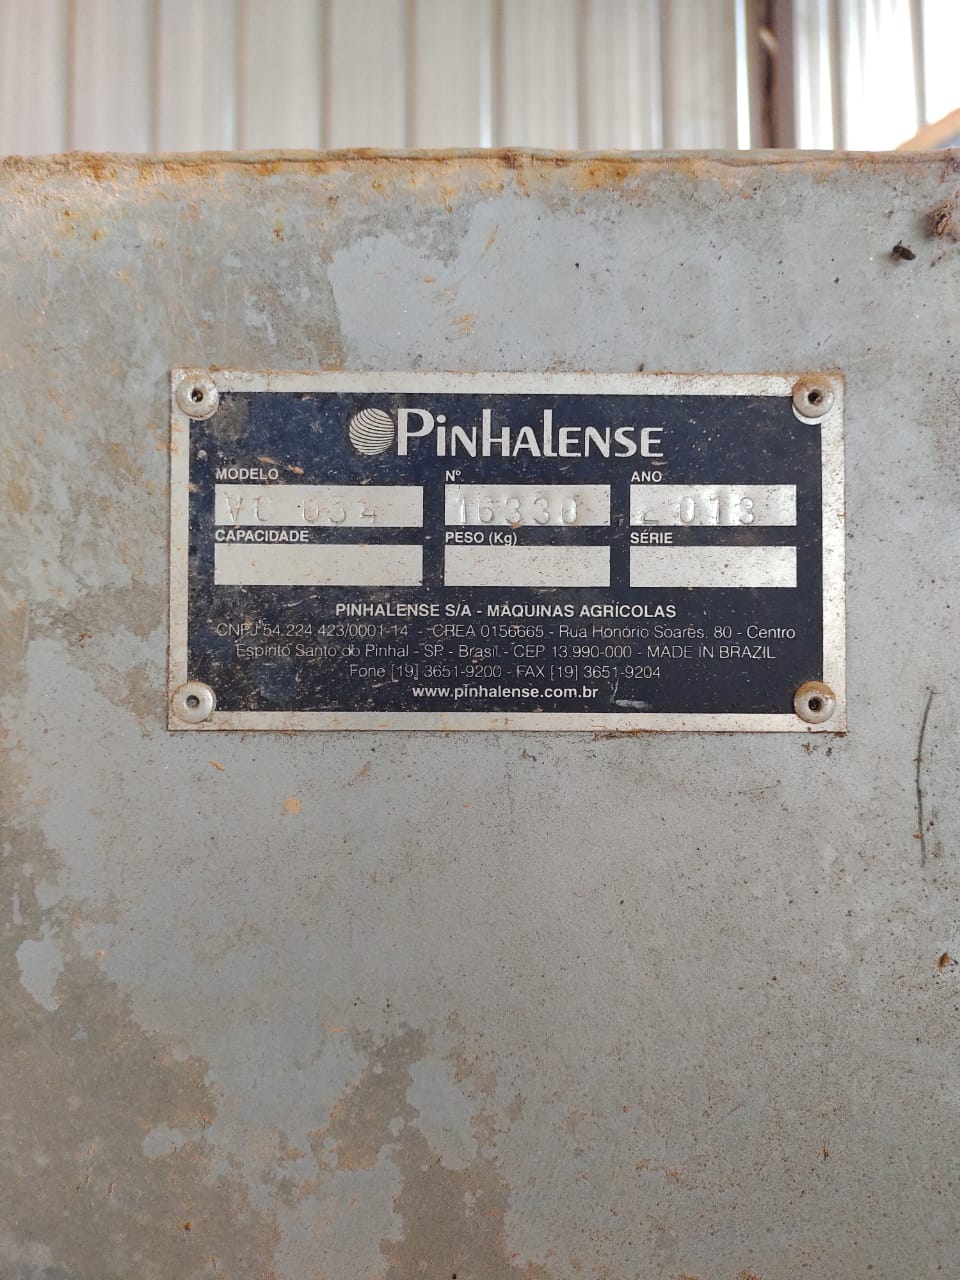 PINHALENSE
MODELO Nº ANO
VC 034 16330 2013
CAPACIDADE PESO (Kg) SÉRIE
PINHALENSE S/A - MÁQUINAS AGRÍCOLAS
CNPJ 54.224.423/0001-14 - CREA 0156665 - Rua Honório Soares, 80 - Centro
Espírito Santo do Pinhal - SP - Brasil - CEP 13.990-000 - MADE IN BRAZIL
Fone [19] 3651-9200 - FAX [19] 3651-9204
www.pinhalense.com.br